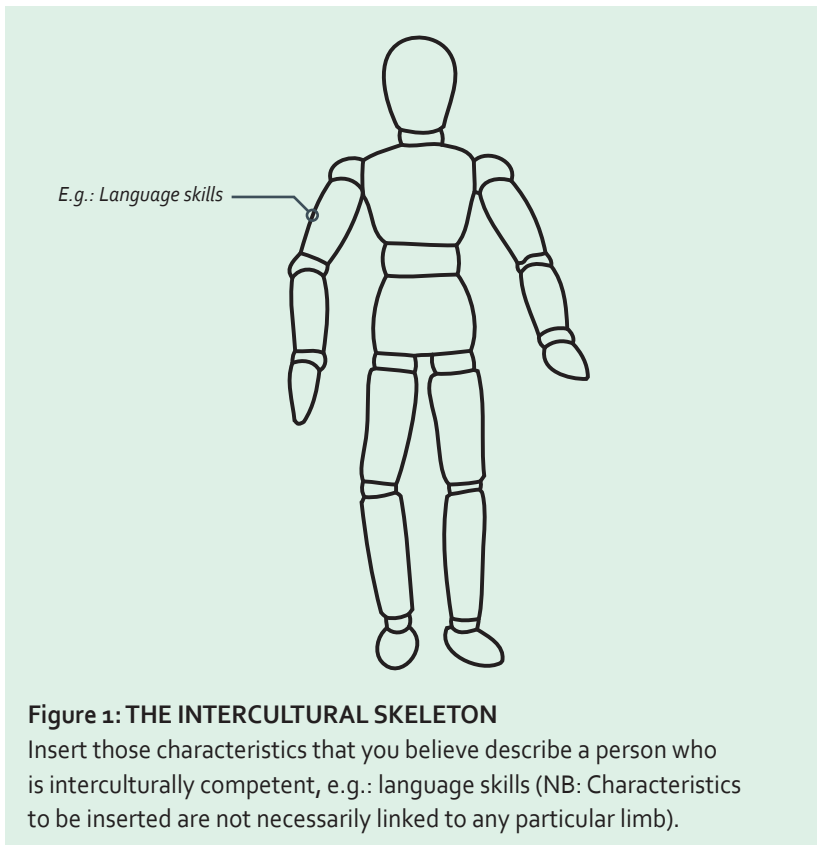 E.g.: Language skills
Figure 1: THE INTERCULTURAL SKELETON
Insert those characteristics that you believe describe a person who
is interculturally competent, e.g.: language skills (NB: Characteristics
to be inserted are not necessarily linked to any particular limb).